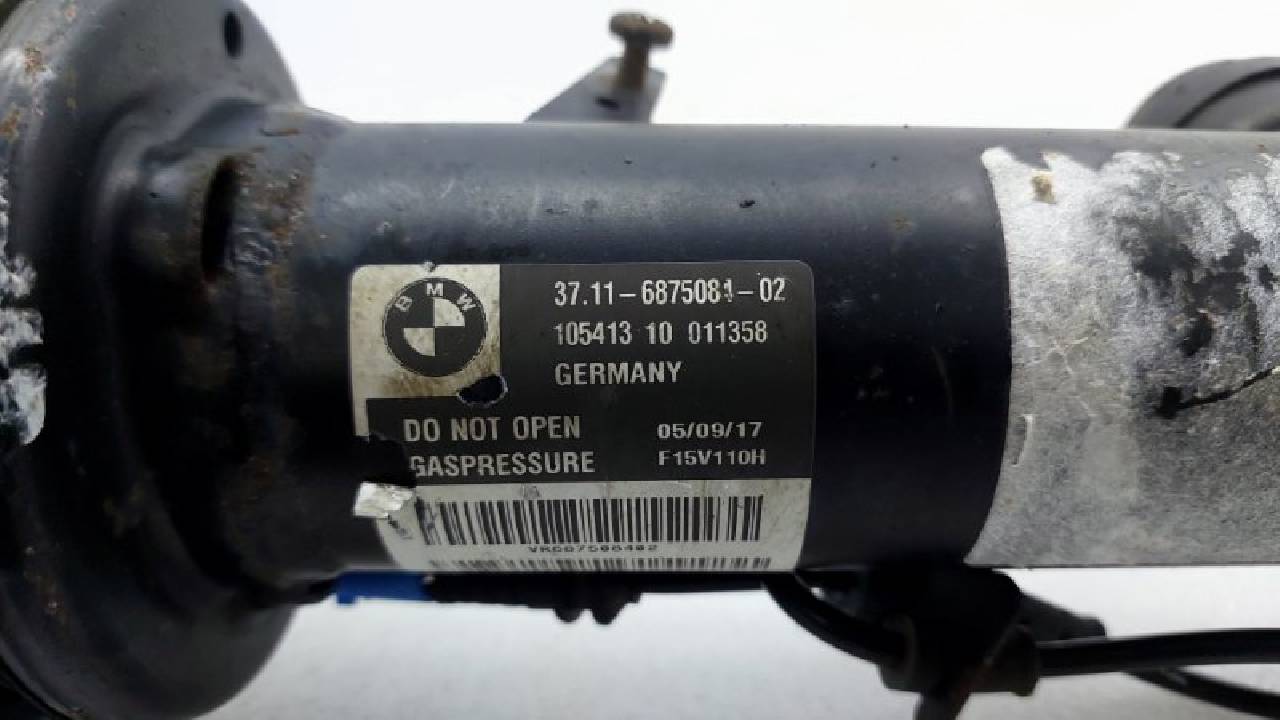 BMW
37.11-6875084-02
105413 10 011358
GERMANY
DO NOT OPEN
05/09/17
GASPRESSURE
F15V110H